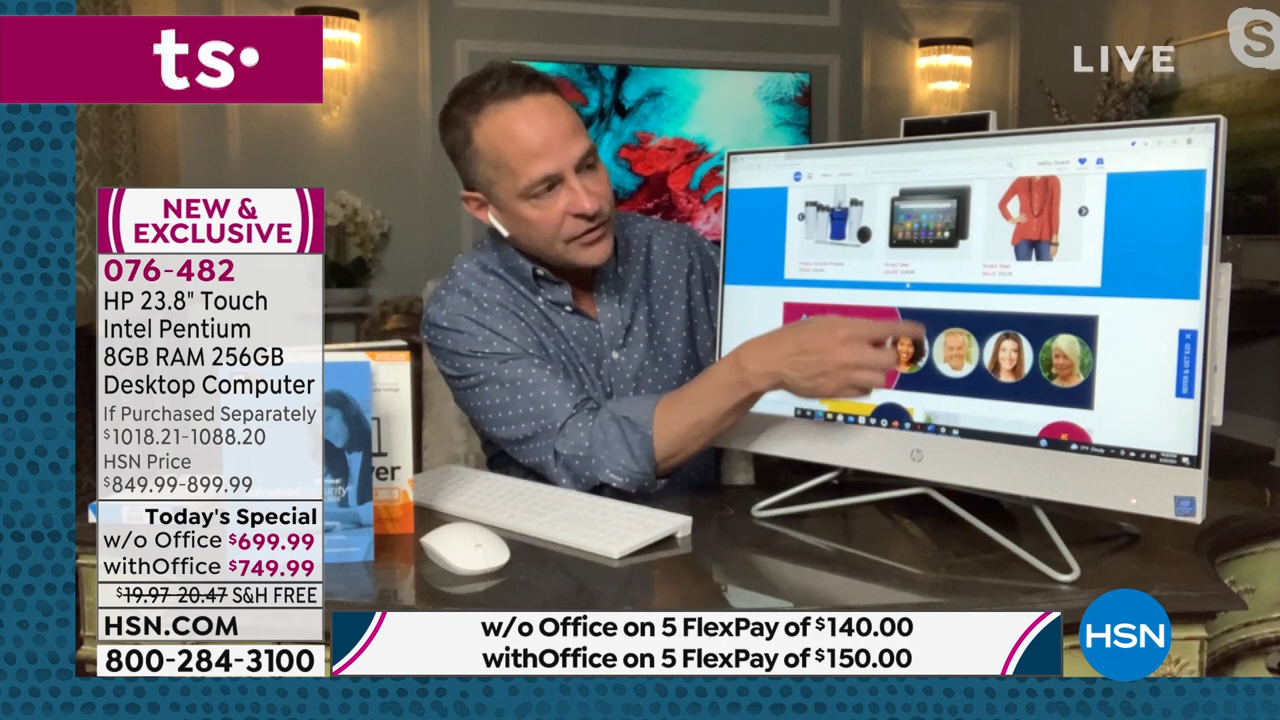 ts.
LIVE
S
NEW &
EXCLUSIVE
076-482
HP 23.8" Touch
Intel Pentium
8GB RAM 256GB
Desktop Computer
If Purchased Separately
$1018.21-1088.20
HSN Price
$849.99-899.99
Today's Special
w/o Office $699.99
withOffice $749.99
$19.97-20.47 S&H FREE
HSN.COM
800-284-3100
w/o Office on 5 FlexPay of $140.00
withOffice on 5 FlexPay of $150.00
HSN
REFER & GET $20 X
hp